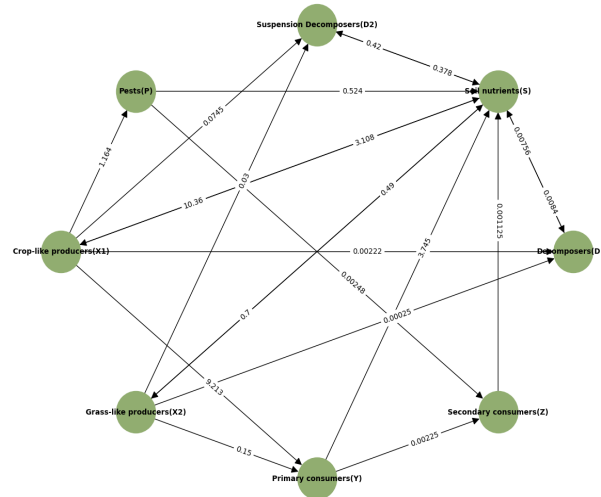 Suspension Decomposers(D2)
0.42
0.378
Pests(P)
0.524
Soil nutrients(S)
0.0745
3.108
1.164
0.00756
0.03
0.49
0.0084
10.36
0.001125
3.745
Crop-like producers(X1)
0.00222
Decomposers(D
0.00248
0.7
0.00025
9.213
Grass-like producers(X2)
Secondary consumers(Z)
0.15
0.00225
Primary consumers(Y)